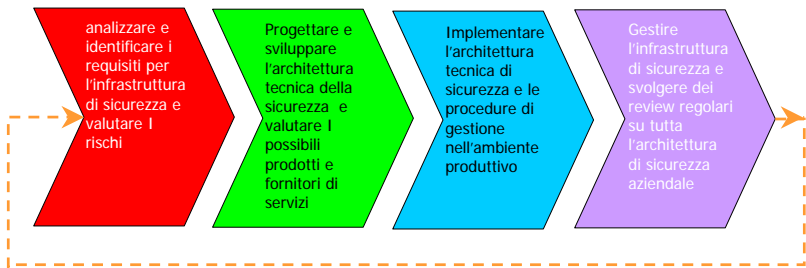 analizzare e
identificare i
requisiti per
l'infrastruttura
di sicurezza e
valutare I
rischi
Progettare e
sviluppare
l'architettura
tecnica della
sicurezza e
valutare I
possibili
prodotti e
fornitori di
servizi
Implementare
l'architettura
tecnica di
sicurezza e le
procedure di
gestione
nell'ambiente
produttivo
Gestire
l'infrastruttura
di sicurezza e
svolgere dei
review regolari
su tutta
l'architettura
di sicurezza
aziendale